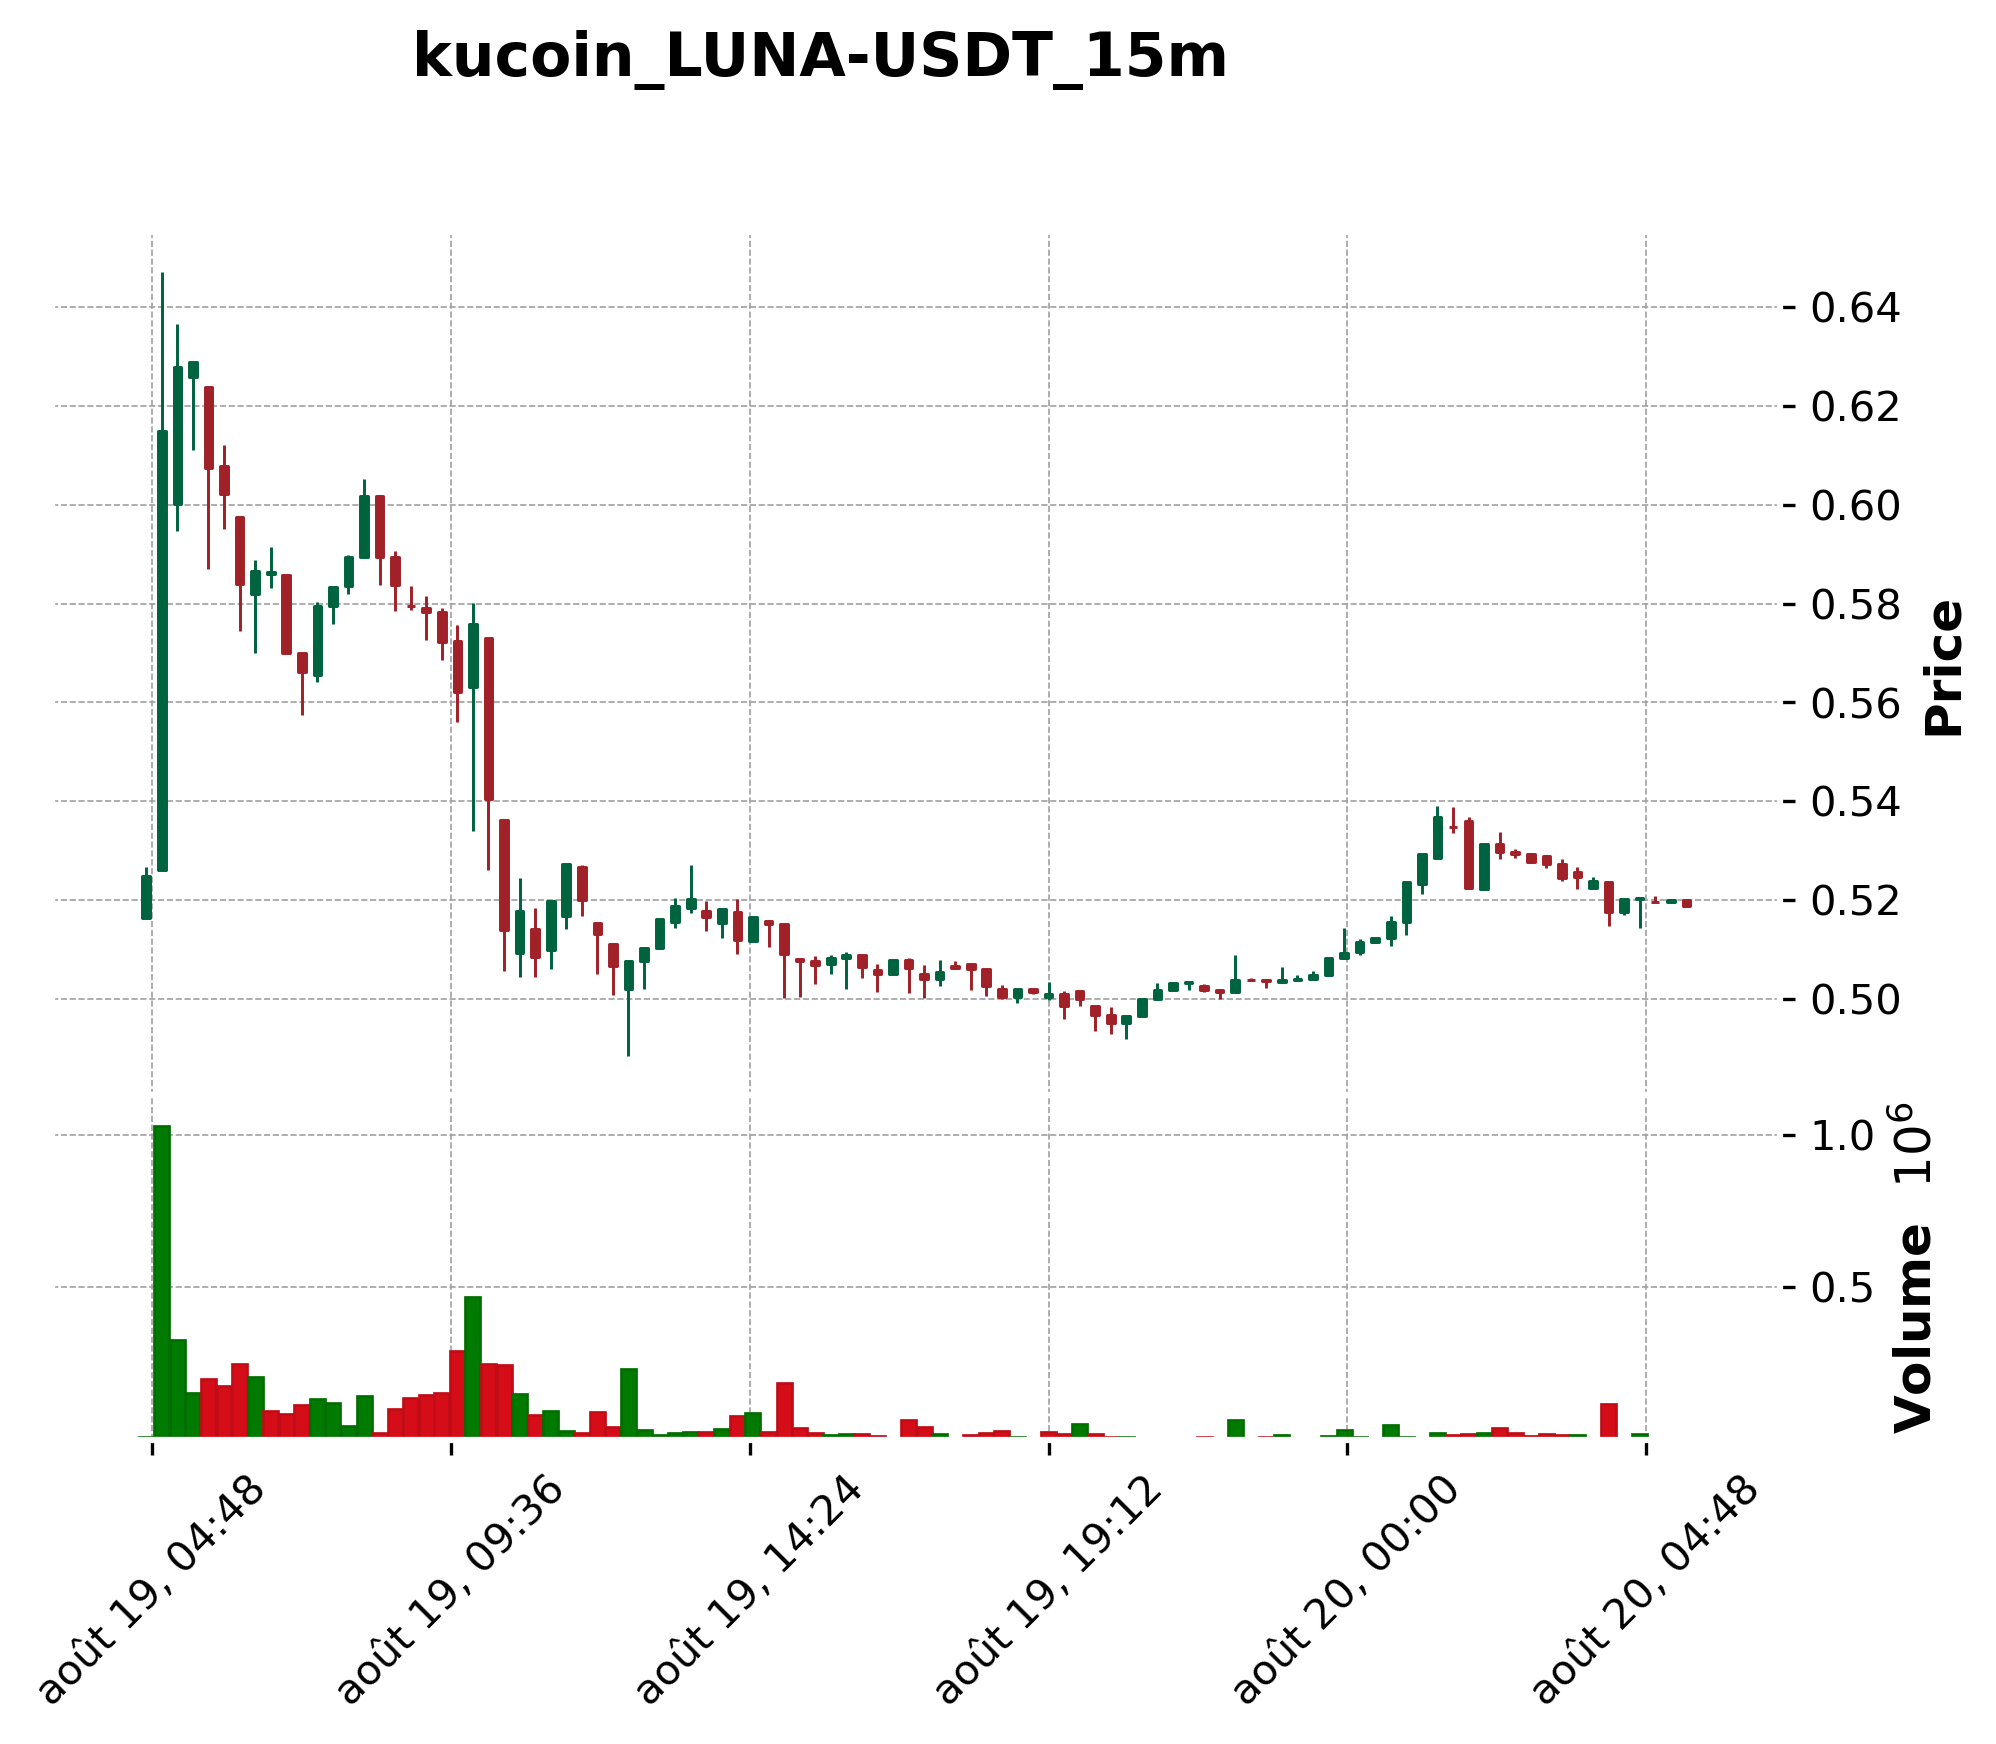 kucoin_LUNA-USDT_15m
0.64
0.62
0.60
0.58
0.56
0.54
0.52
0.50
Price
1.0
0.5
Volume 10⁶
août 19, 04:48
août 19, 09:36
août 19, 14:24
août 19, 19:12
août 20, 00:00
août 20, 04:48